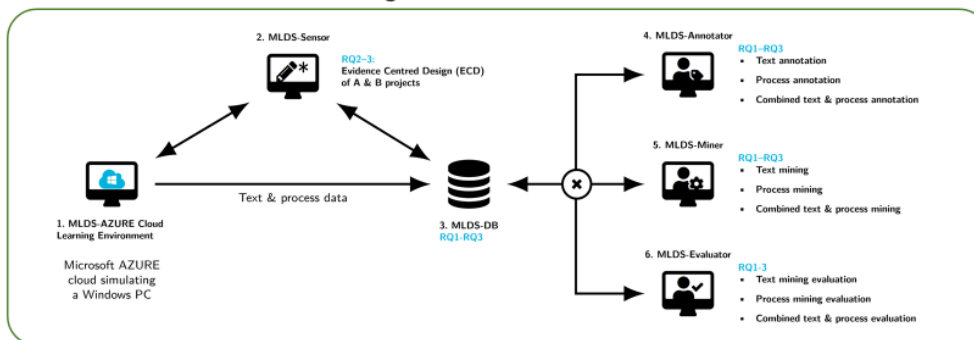 2. MLDS-Sensor
RQ2–3:
Evidence Centred Design (ECD)
of A & B projects
1. MLDS-AZURE Cloud
Learning Environment
Microsoft AZURE
cloud simulating
a Windows PC
Text & process data
3. MLDS-DB
RQ1-RQ3
4. MLDS-Annotator
RQ1–RQ3
▪ Text annotation
▪ Process annotation
▪ Combined text & process annotation
5. MLDS-Miner
RQ1–RQ3
▪ Text mining
▪ Process mining
▪ Combined text & process mining
6. MLDS-Evaluator
RQ1-3
▪ Text mining evaluation
▪ Process mining evaluation
▪ Combined text & process evaluation